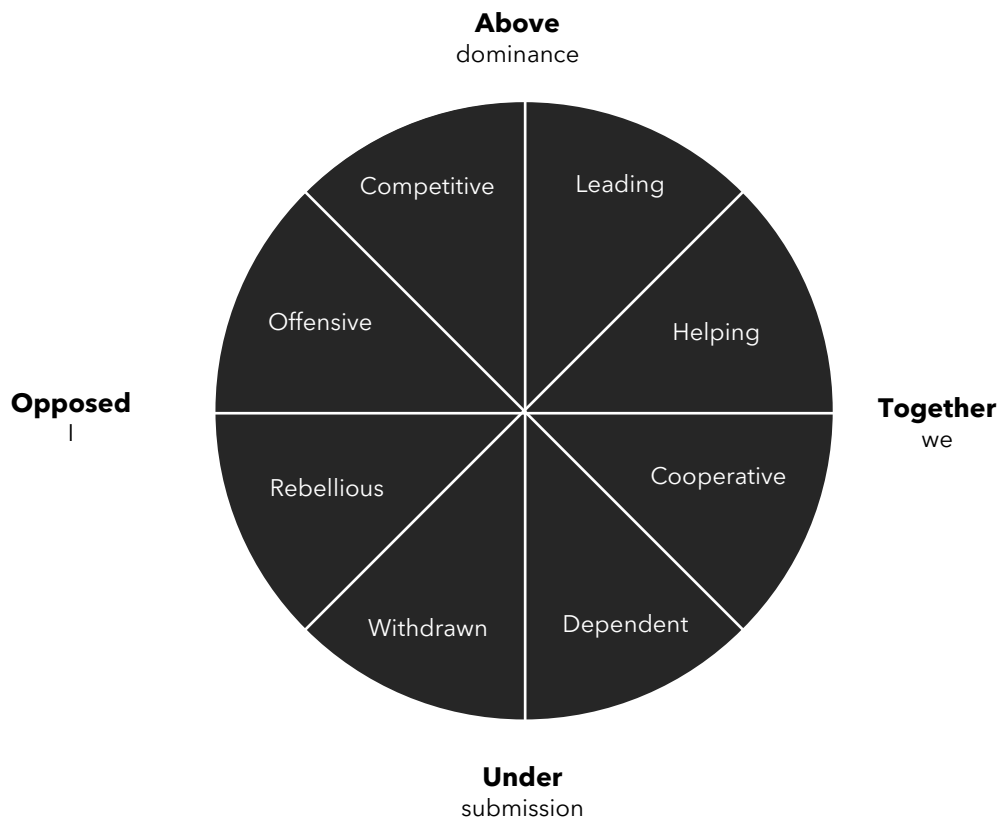 Above
dominance
Competitive
Leading
Offensive
Helping
Opposed
I
Together
we
Rebellious
Cooperative
Withdrawn
Dependent
Under
submission